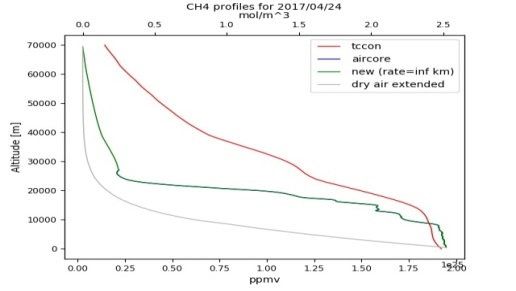 CH4 profiles for 2017/04/24
mol/m^3
0.0 0.5 1.0 1.5 2.0 2.5
70000
60000
50000
40000
30000
20000
10000
0
Altitude [m]
tccon
aircore
new (rate=inf km)
dry air extended
0.00 0.25 0.50 0.75 1.00 1.25 1.50 1.75 2.00
ppmv